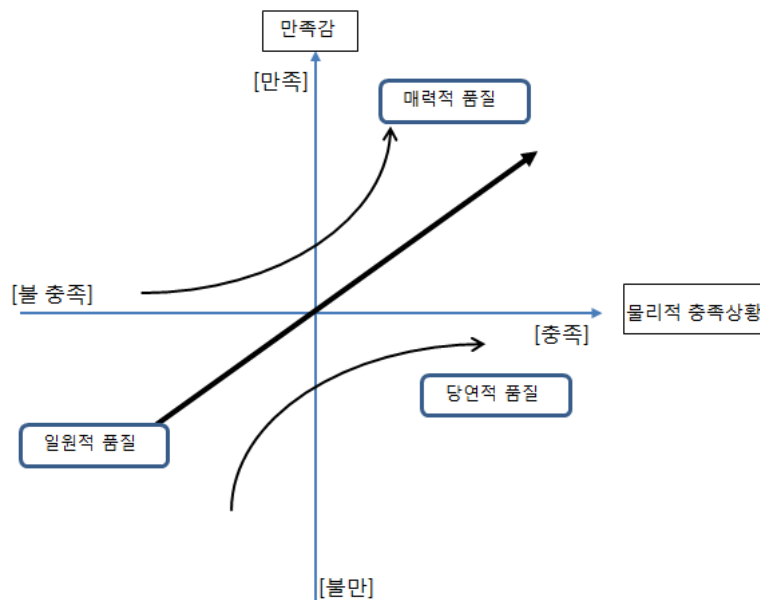 만족감
[만족]
매력적 품질
[불 충족]
물리적 충족상황
[충족]
당연적 품질
일원적 품질
[불만]